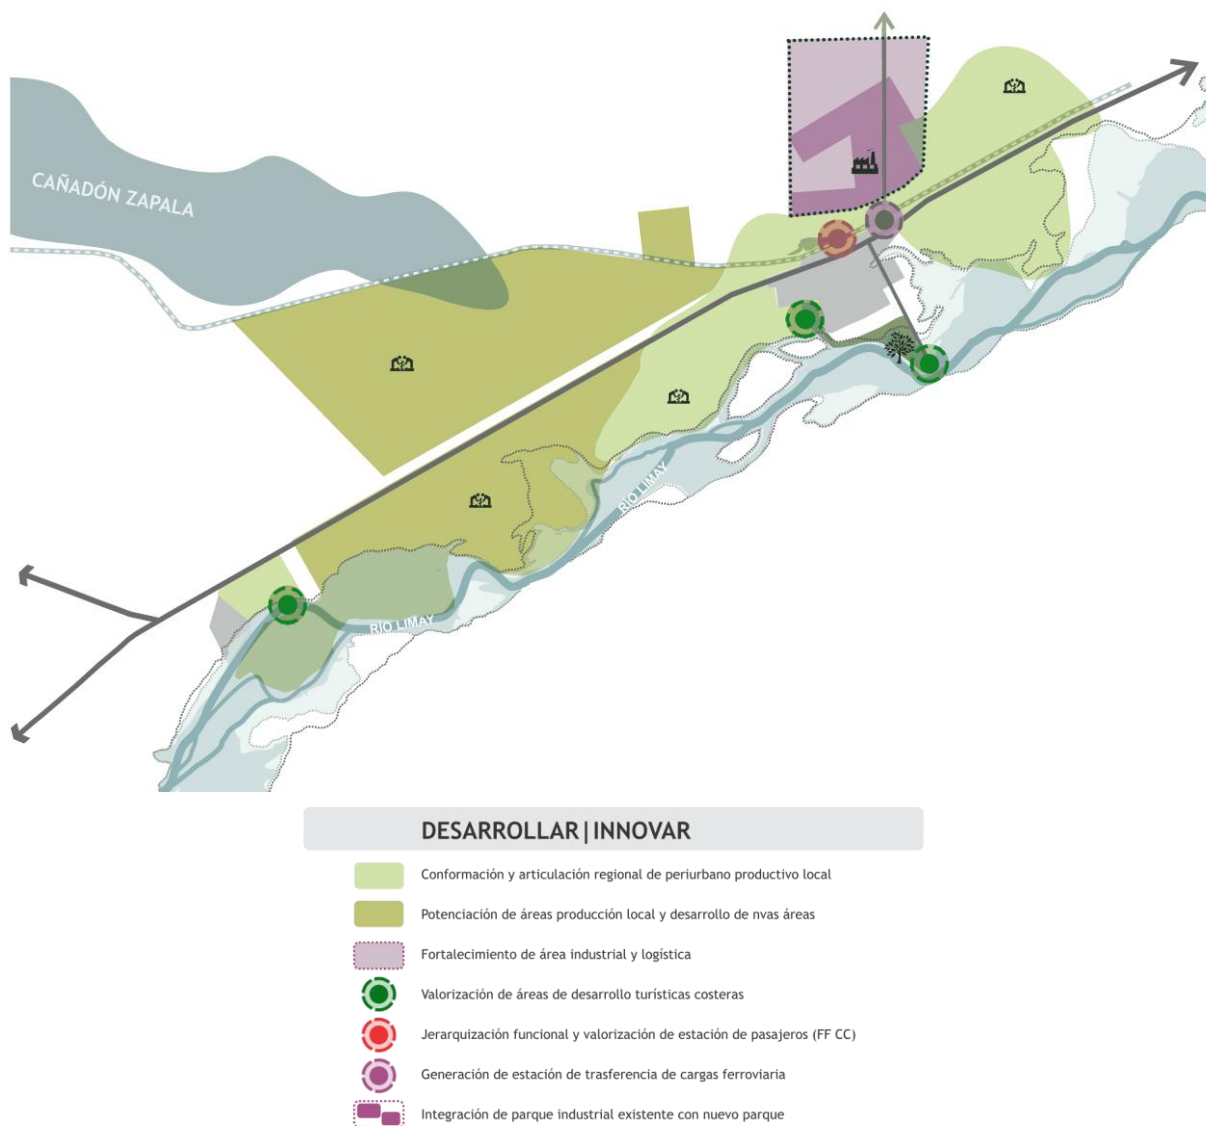 CAÑADÓN ZAPALA
RÍO LIMAY
RÍO LIMAY
DESARROLLAR|INNOVAR
Conformación y articulación regional de periurbano productivo local
Potenciación de áreas producción local y desarrollo de nvas áreas
Fortalecimiento de área industrial y logística
Valorización de áreas de desarrollo turísticas costeras
Jerarquización funcional y valorización de estación de pasajeros (FF CC)
Generación de estación de trasferencia de cargas ferroviaria
Integración de parque industrial existente con nuevo parque